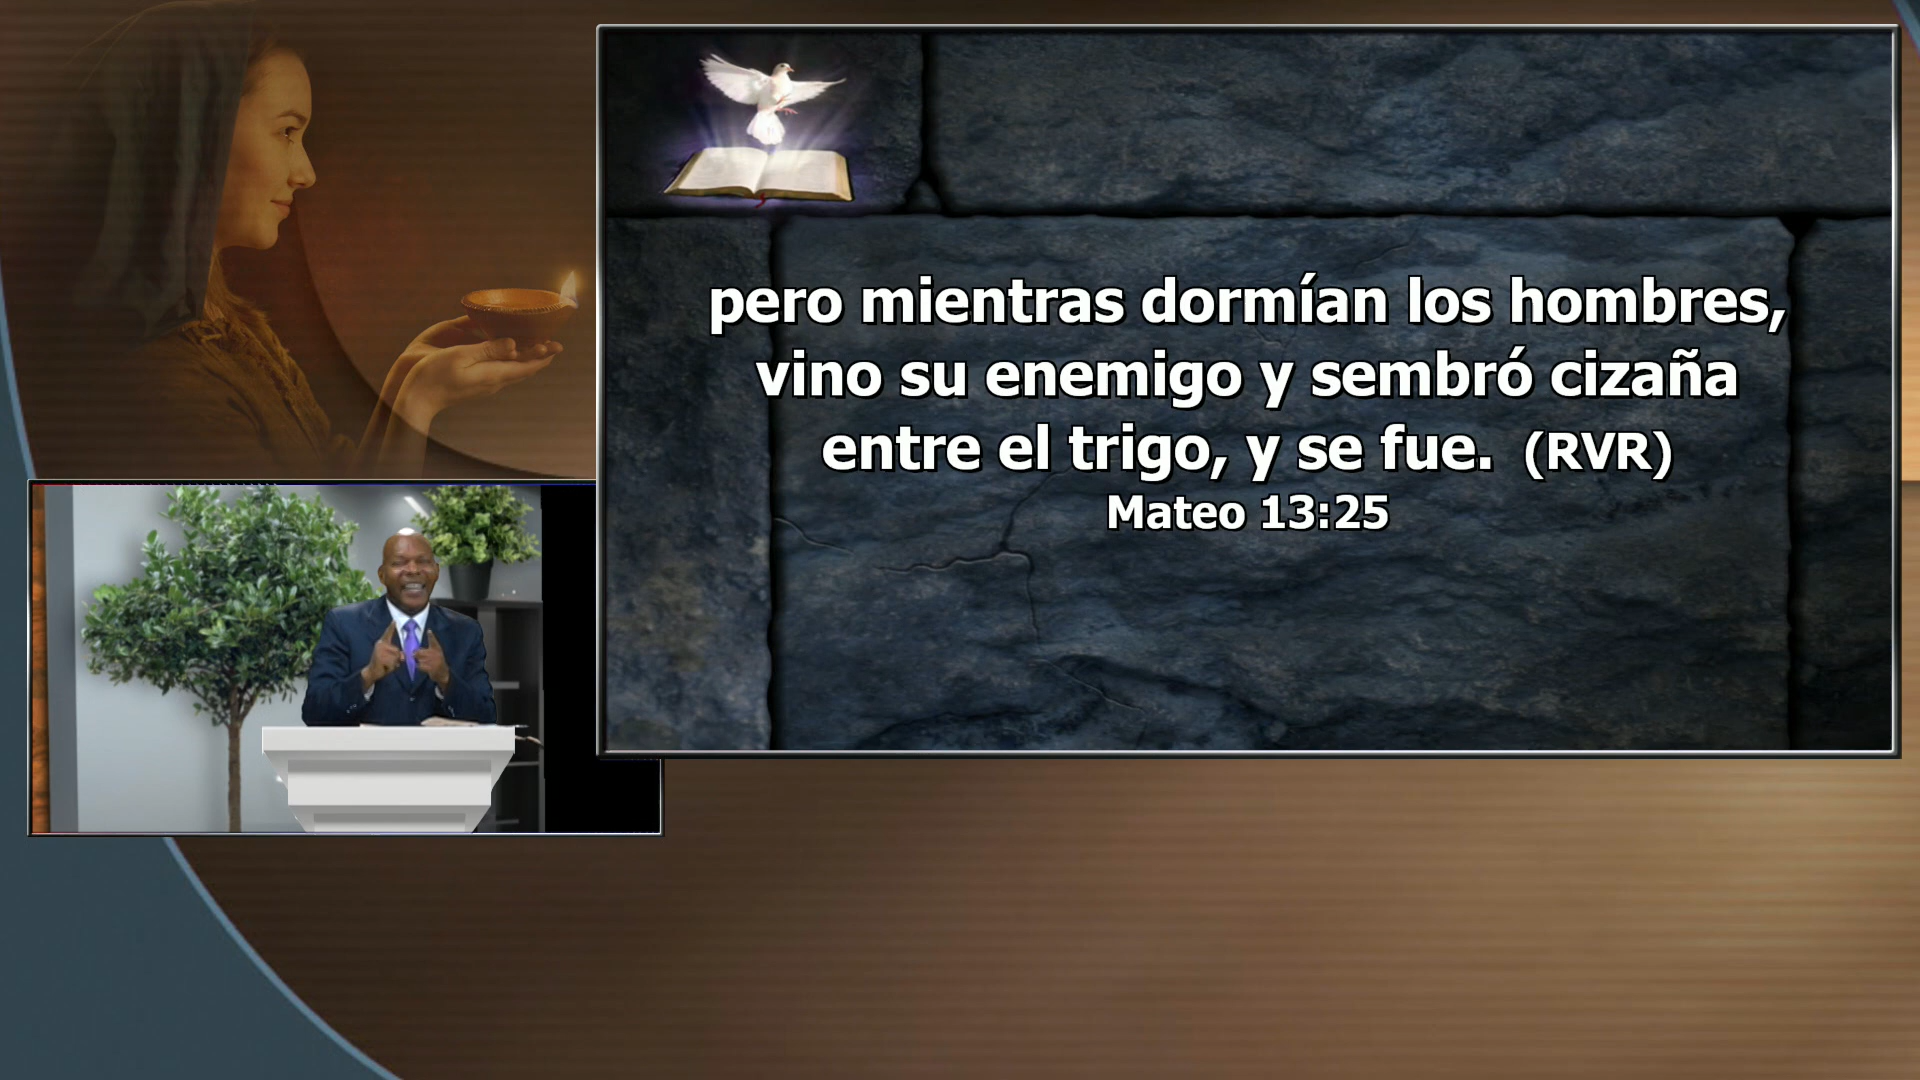 pero mientras dormían los hombres,
vino su enemigo y sembró cizaña
entre el trigo, y se fue. (RVR)
Mateo 13:25